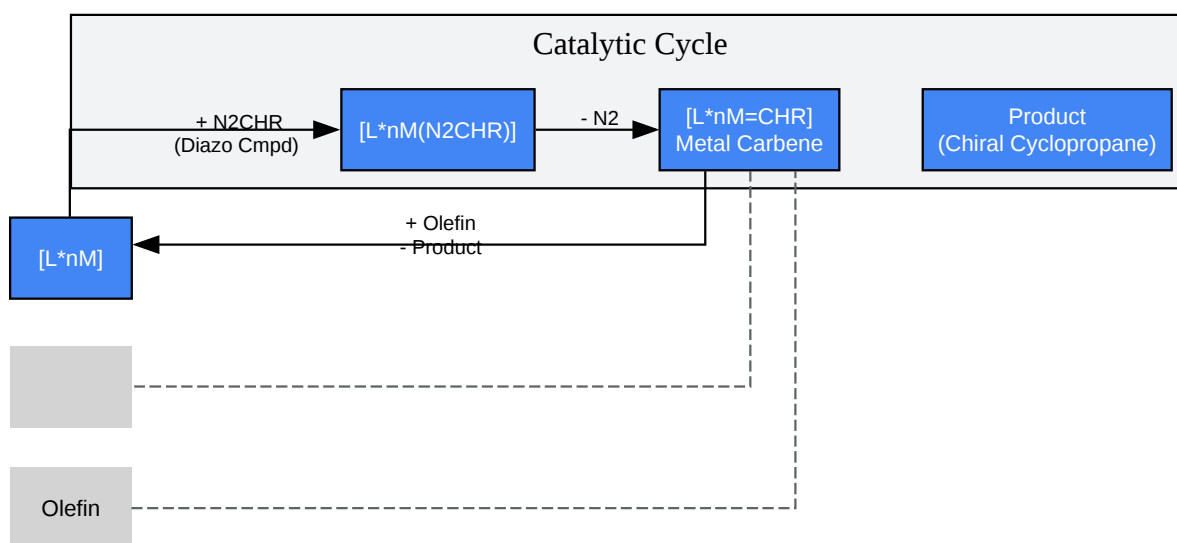 Catalytic Cycle
+ N2CHR
(Diazo Cmpd)
[L*nM(N2CHR)]
- N2
[L*nM=CHR]
Metal Carbene
Product
(Chiral Cyclopropane)
+ Olefin
- Product
[L*nM]
Olefin